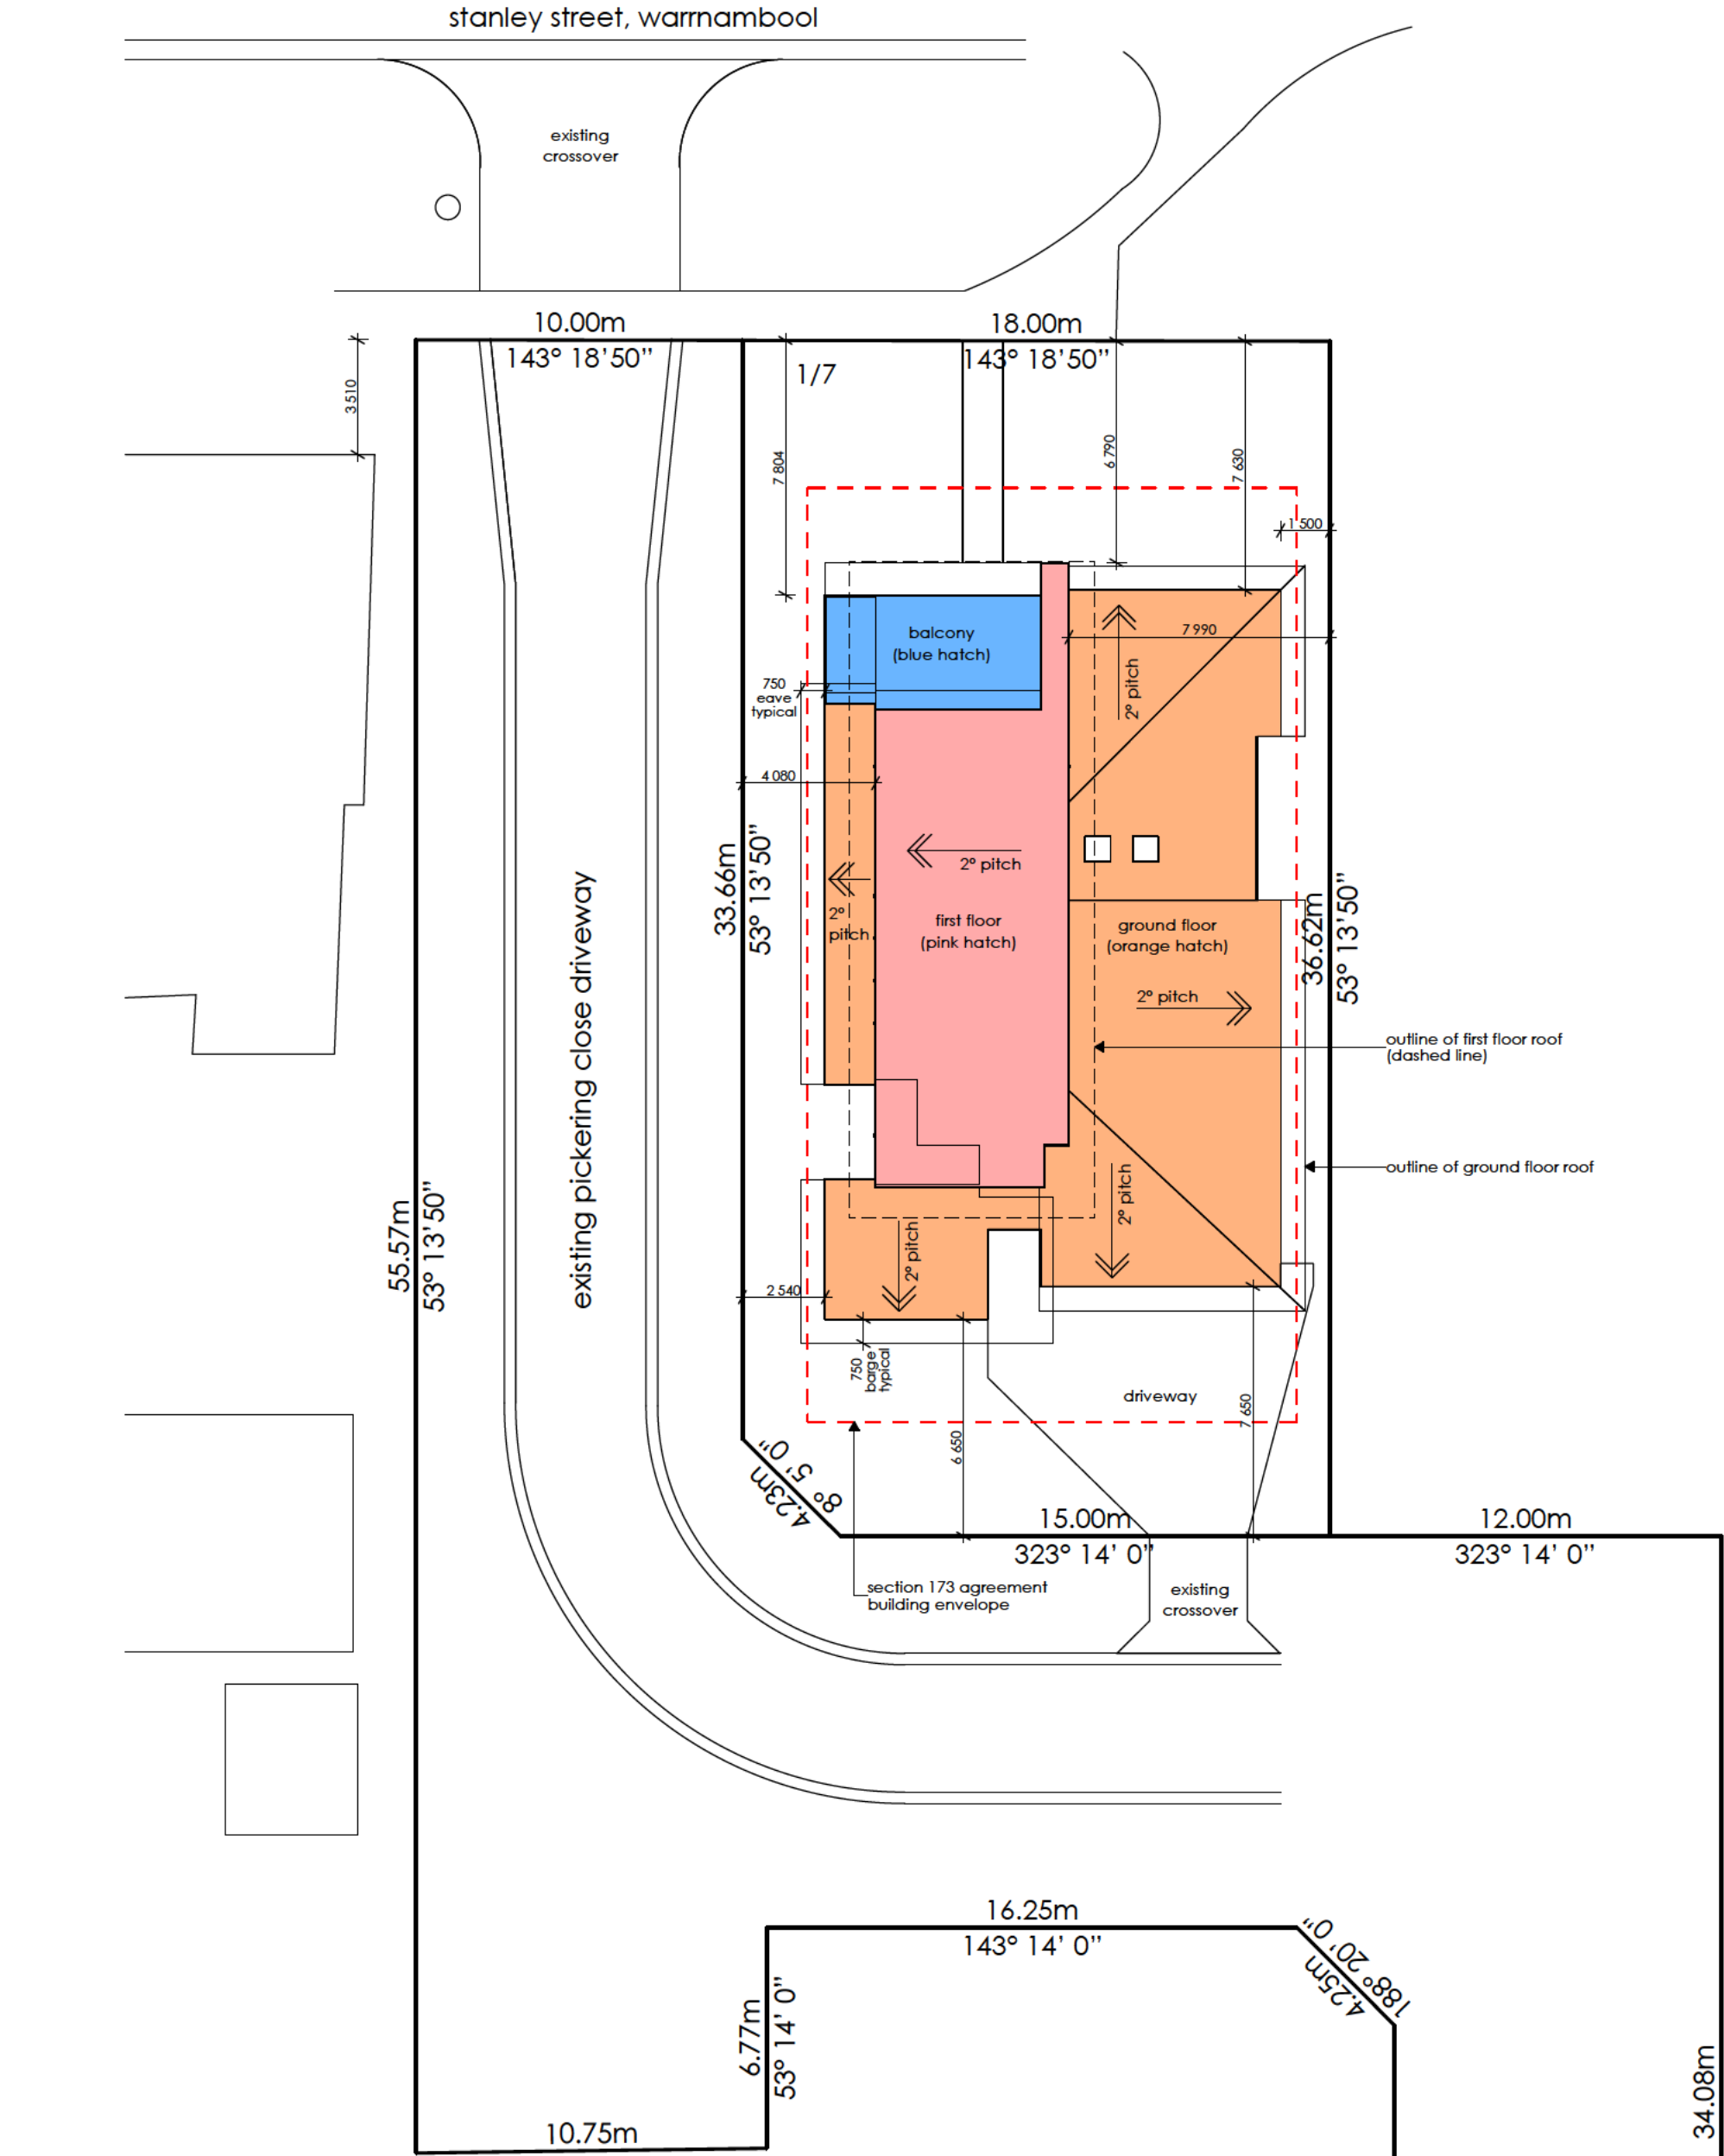 stanley street, warrnambool
existing
crossover
10.00m
143° 18'50"
18.00m
143° 18'50"
1/7
3 510
7 804
6 790
7 630
1 500
balcony
(blue hatch)
7 990
2° pitch
750
eave
typical
4 080
2° pitch
2°
pitch
first floor
(pink hatch)
ground floor
(orange hatch)
33.66m
53° 13'50"
36.62m
53° 13'50"
2° pitch
existing pickering close driveway
outline of first floor roof
(dashed line)
outline of ground floor roof
55.57m
53° 13'50"
2° pitch
2° pitch
2 540
750
barge
typical
driveway
7 650
6 650
8° 5' 0"
4.23m
15.00m
323° 14' 0"
12.00m
323° 14' 0"
section 173 agreement
building envelope
existing
crossover
16.25m
143° 14' 0"
188° 20' 0"
4.25m
6.77m
53° 14' 0"
34.08m
10.75m